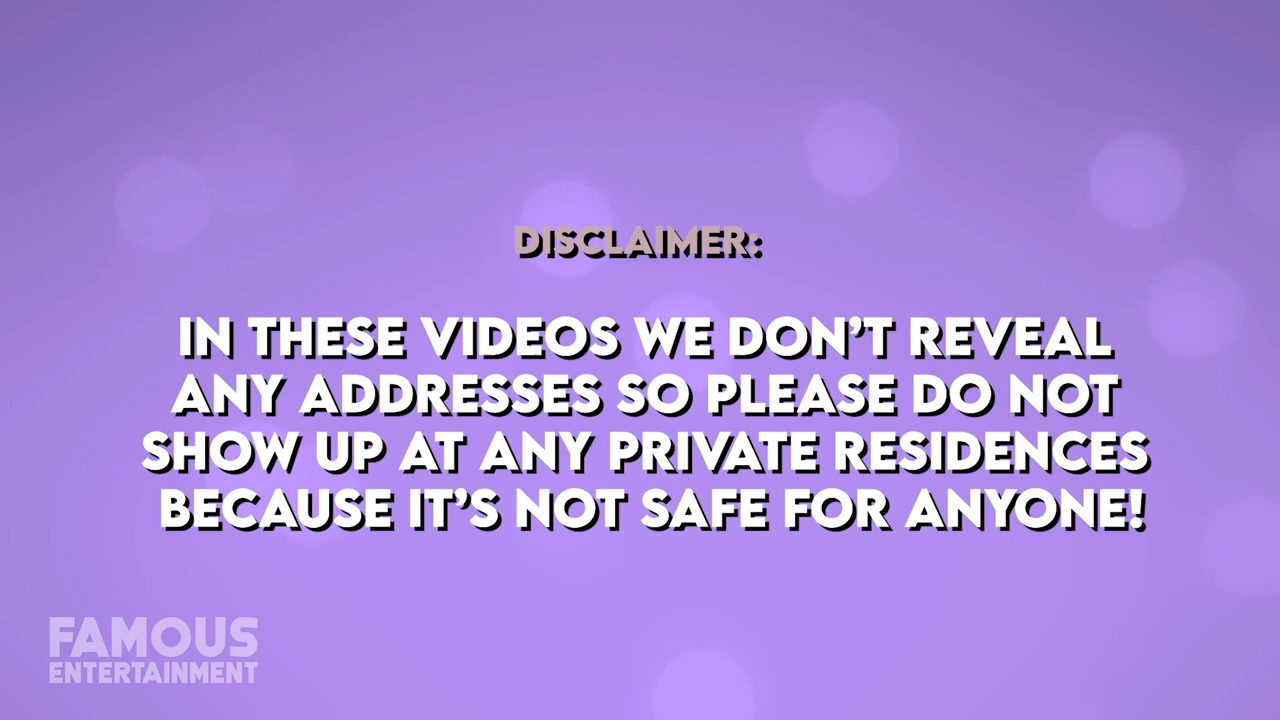 DISCLAIMER:
IN THESE VIDEOS WE DON'T REVEAL
ANY ADDRESSES SO PLEASE DO NOT
SHOW UP AT ANY PRIVATE RESIDENCES
BECAUSE IT'S NOT SAFE FOR ANYONE!
FAMOUS
ENTERTAINMENT